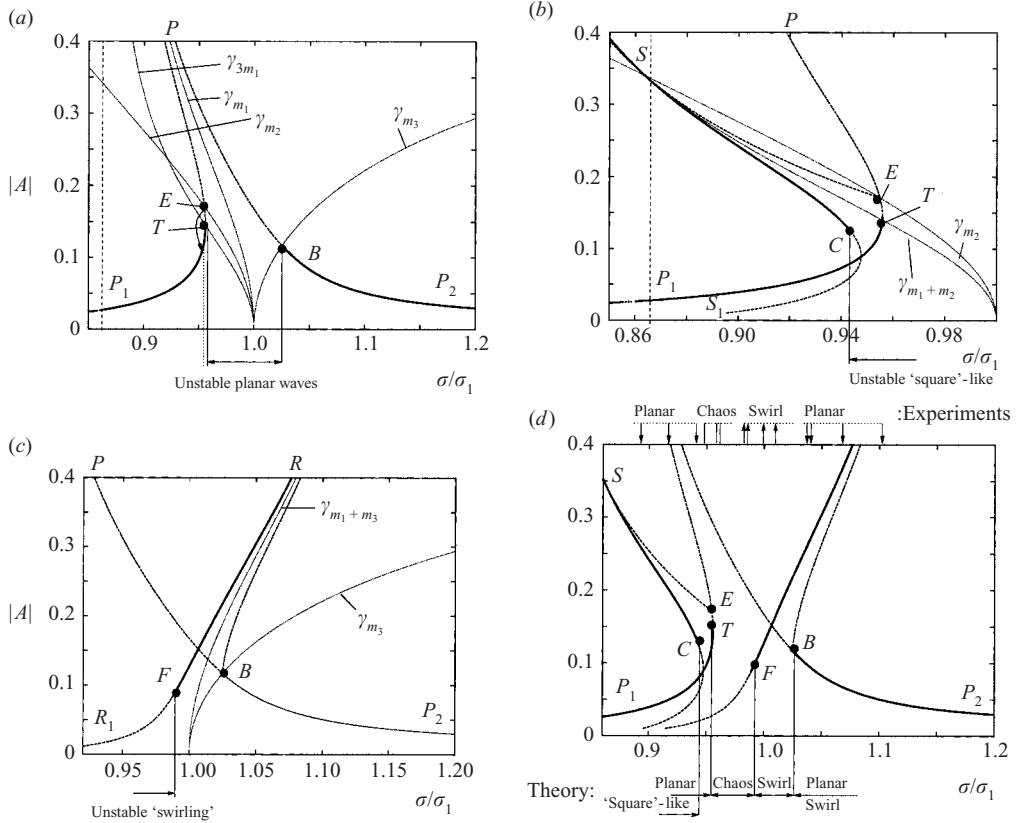 (a)
P
0.4
0.3
0.2
0.1
0
|A|
γ3m1
γm1
γm2
γm3
E
T
B
P1
P2
0.9
1.0
1.1
1.20
Unstable planar waves
σ/σ1
(b)
P
0.4
0.3
0.2
0.1
0
S
E
T
C
γm2
γm1 + m2
P1
S1
0.85
0.90
0.94
0.98
σ/σ1
Unstable ‘square’-like
(c)
P
R
0.4
0.3
0.2
0.1
0
|A|
γm1 + m3
γm3
F
B
R1
P2
0.95
1.00
1.05
1.10
1.15
1.20
σ/σ1
Unstable ‘swirling’
(d)
Planar
Chaos
Swirl
Planar
:Experiments
0.4
0.3
0.2
0.1
0
S
E
T
C
F
B
P1
P2
0.9
1.0
1.1
1.2
σ/σ1
Theory:
Planar
Chaos
Swirl
Planar
‘Square’-like
Swirl